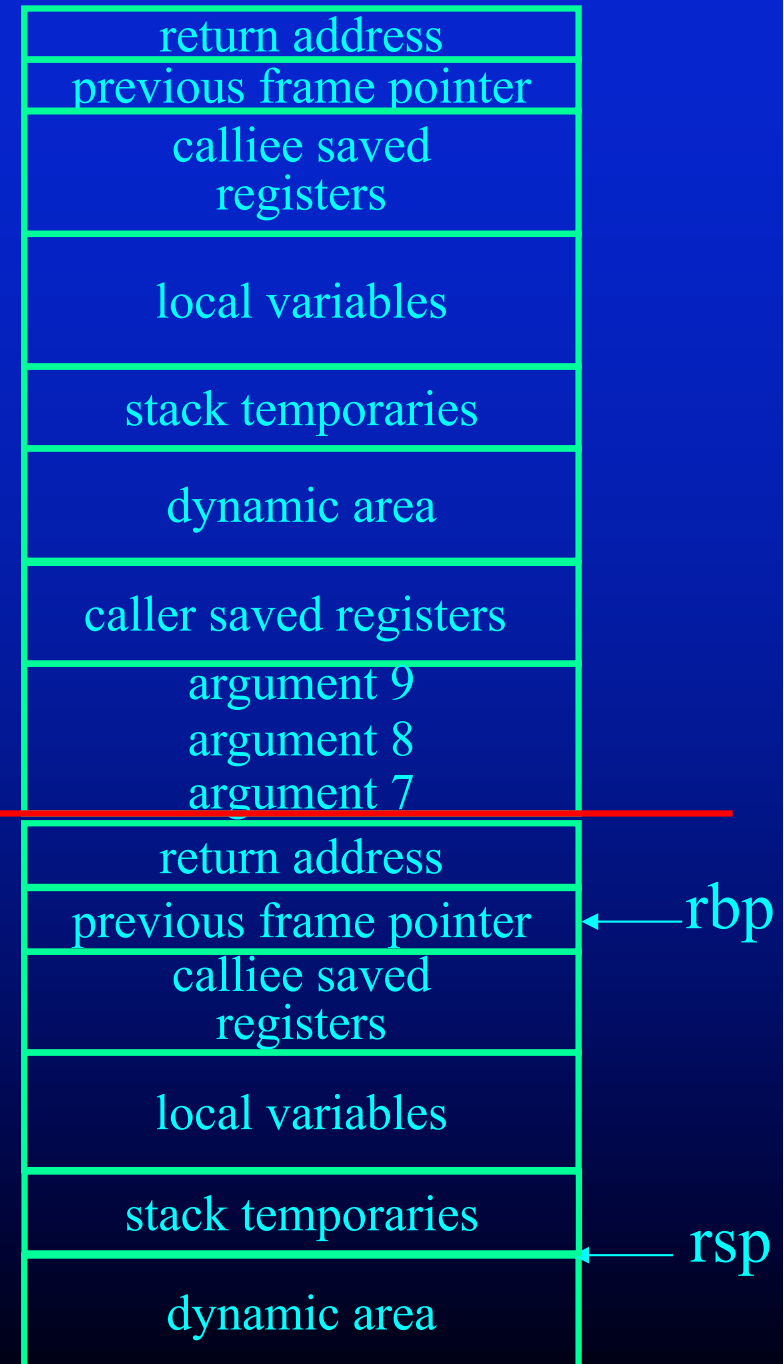 return address
previous frame pointer
calliee saved
registers
local variables
stack temporaries
dynamic area
caller saved registers
argument 9
argument 8
argument 7
return address
previous frame pointer
rbp
calliee saved
registers
local variables
stack temporaries
rsp
dynamic area